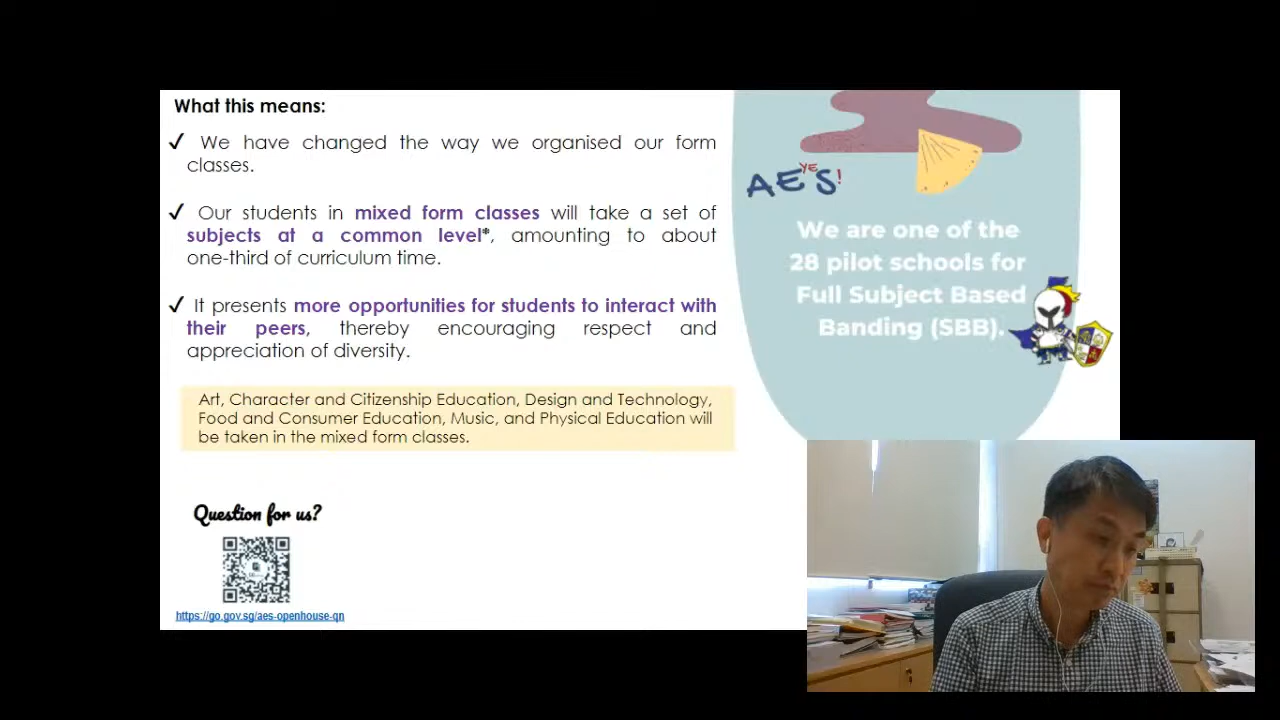 What this means:
✓ We have changed the way we organised our form
classes.
✓ Our students in mixed form classes will take a set of
subjects at a common level*, amounting to about
one-third of curriculum time.
✓ It presents more opportunities for students to interact with
their peers, thereby encouraging respect and
appreciation of diversity.
Art, Character and Citizenship Education, Design and Technology,
Food and Consumer Education, Music, and Physical Education will
be taken in the mixed form classes.
Question for us?
https://go.gov.sg/aes-openhouse-qn
YE
AES!
We are one of the
28 pilot schools for
Full Subject Based
Banding (SBB).